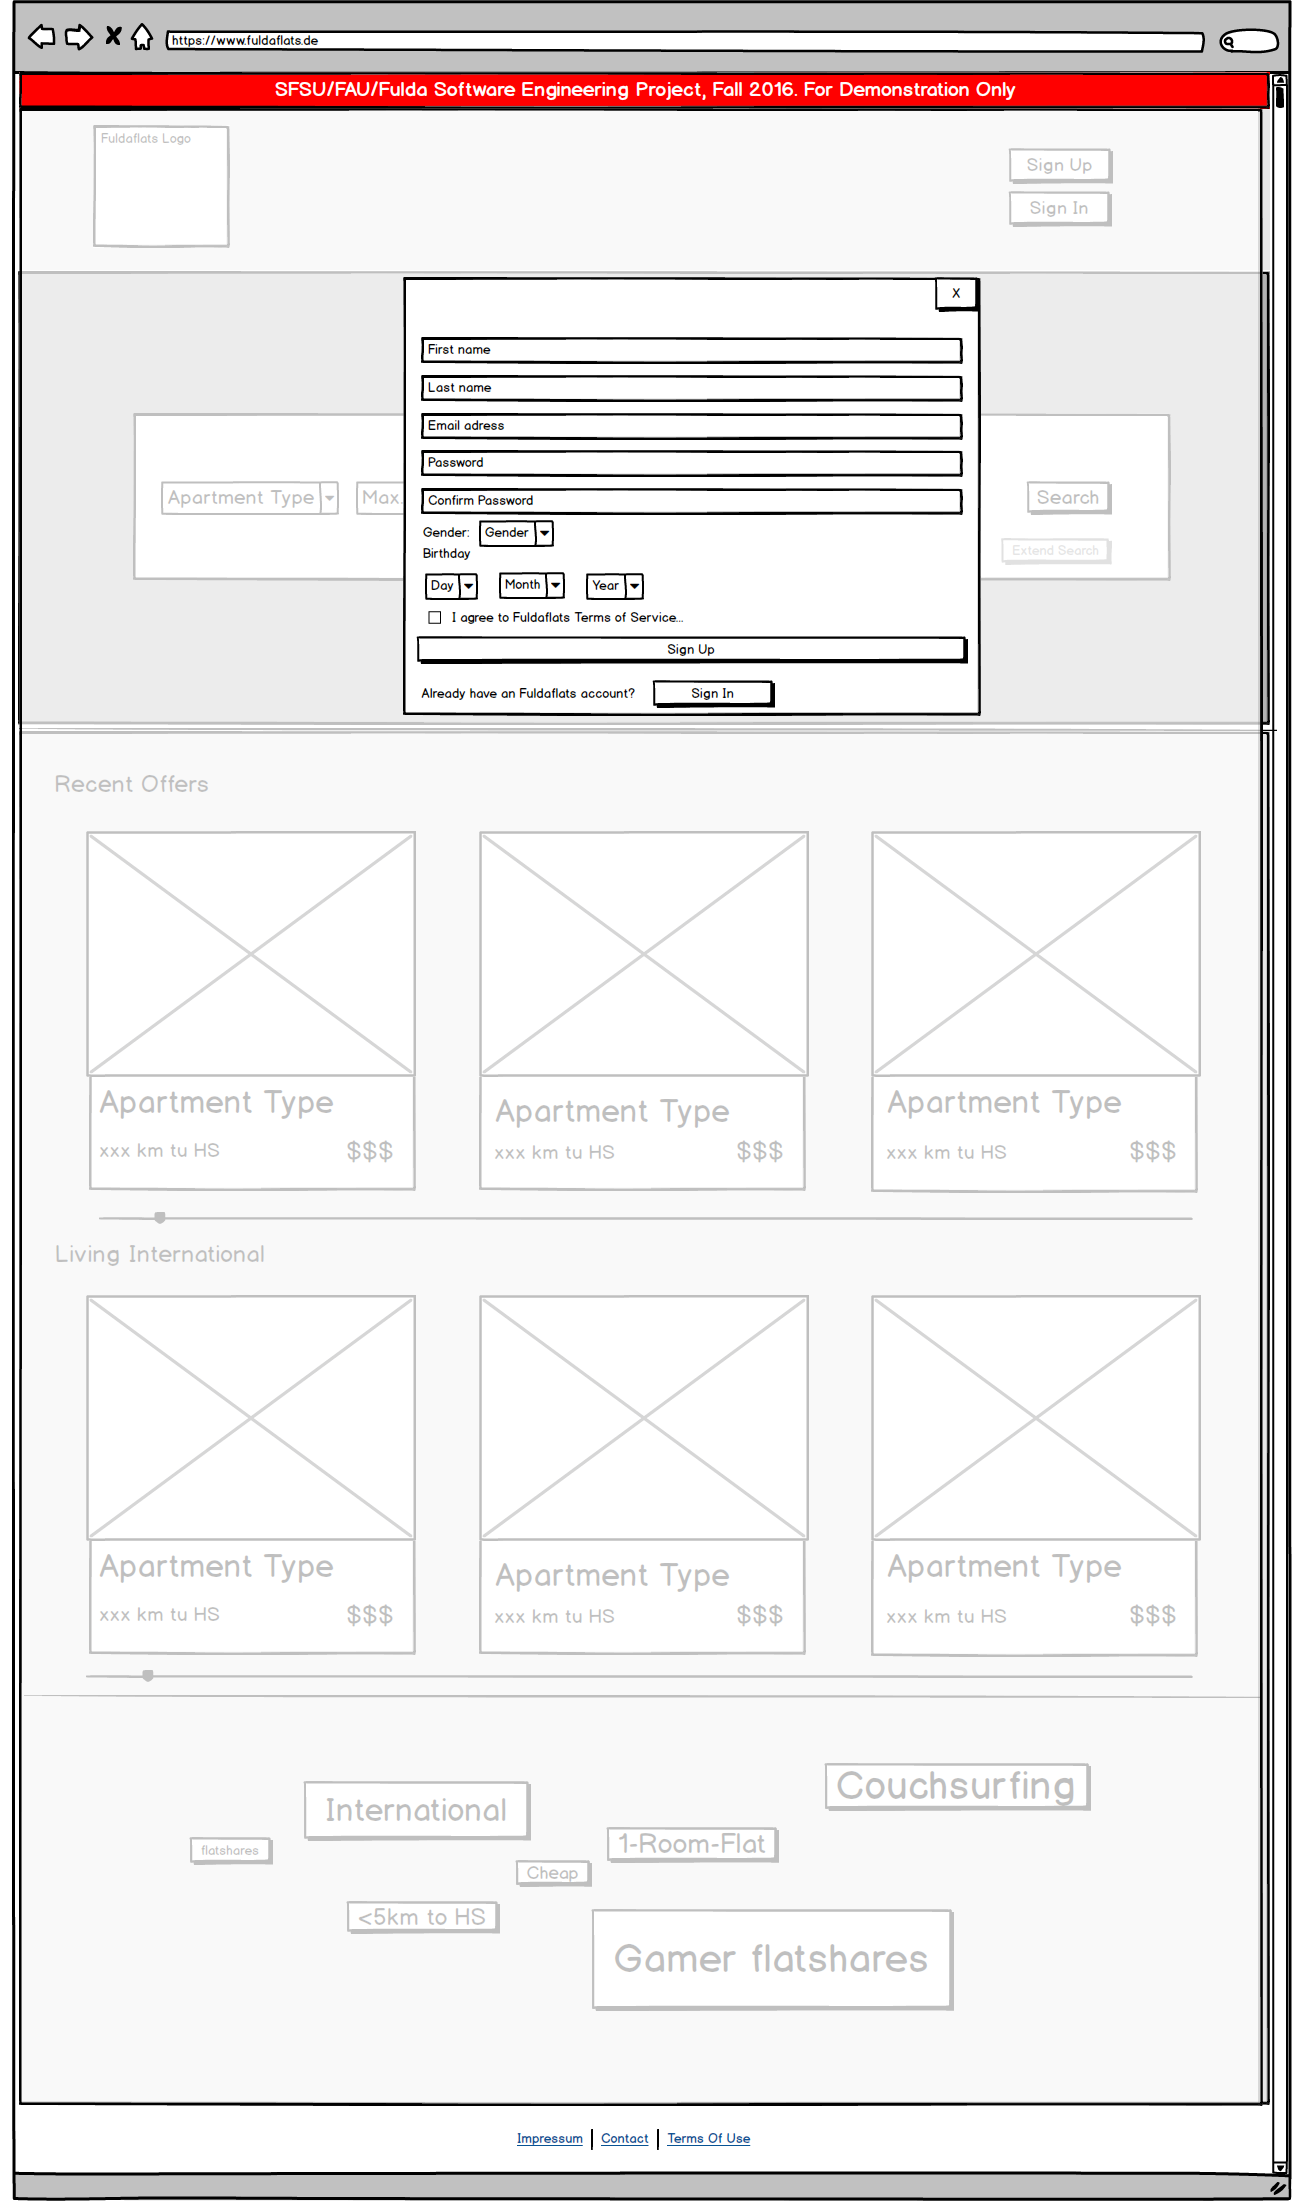 https://www.fuldaflats.de
SFSU/FAU/Fulda Software Engineering Project, Fall 2016. For Demonstration Only
Fuldaflats Logo
Sign Up
Sign In
X
First name
Last name
Email adress
Password
Confirm Password
Gender: Gender
Birthday
Day Month Year
I agree to Fuldaflats Terms of Service...
Sign Up
Already have an Fuldaflats account? Sign In
Apartment Type Max. Search
Extend Search
Recent Offers
Apartment Type Apartment Type Apartment Type
xxx km tu HS $$$ xxx km tu HS $$$ xxx km tu HS $$$
Living International
Apartment Type Apartment Type Apartment Type
xxx km tu HS $$$ xxx km tu HS $$$ xxx km tu HS $$$
Couchsurfing
International
1-Room-Flat
flatshares
Cheap
<5km to HS
Gamer flatshares
Impressum Contact Terms Of Use